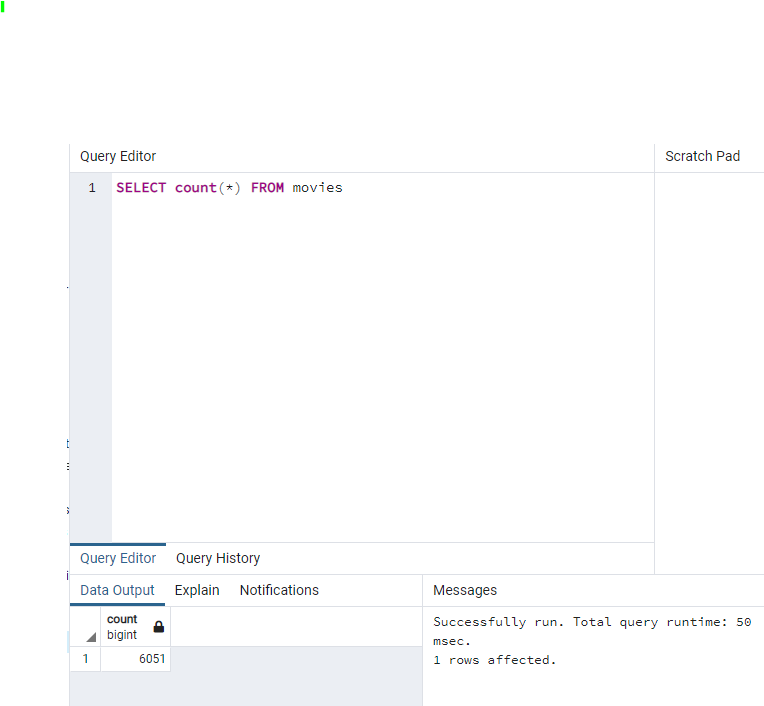 Query Editor
Scratch Pad
1 SELECT count(*) FROM movies
Query Editor Query History
Data Output Explain Notifications
Messages
count
bigint
1 6051
Successfully run. Total query runtime: 50
msec.
1 rows affected.